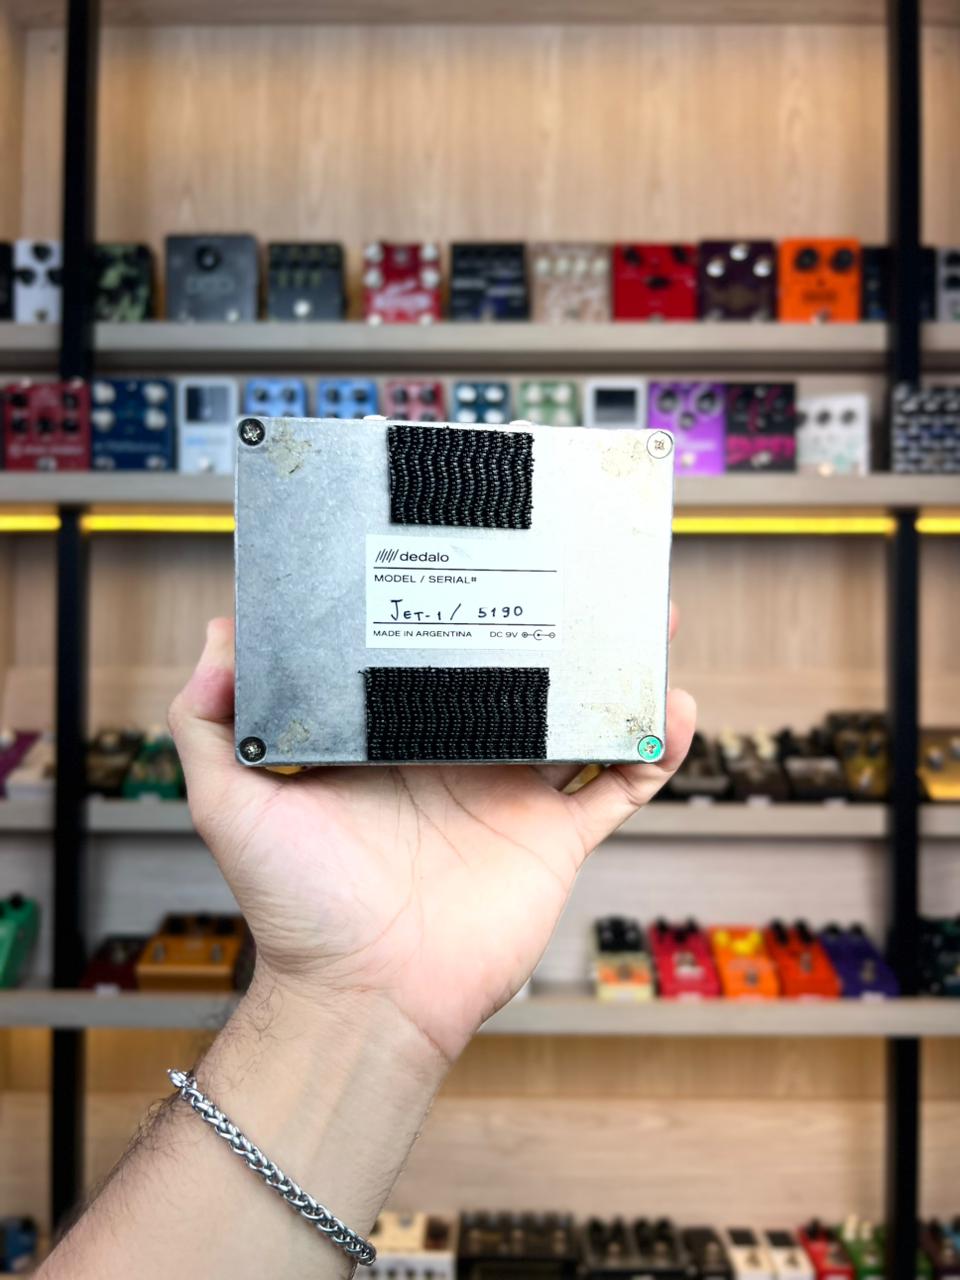 dedalo
MODEL / SERIAL#
JET-1 / 5190
MADE IN ARGENTINA DC 9V